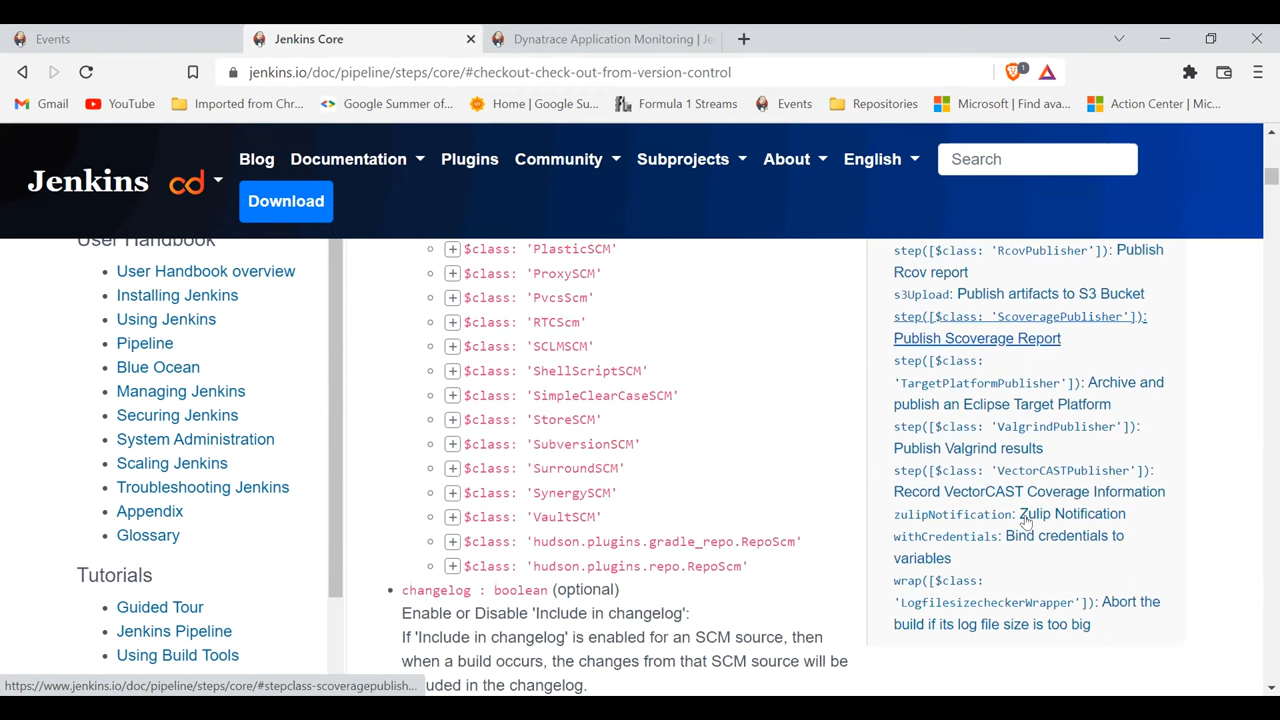 Events
Jenkins Core
Dynatrace Application Monitoring | Je
jenkins.io/doc/pipeline/steps/core/#checkout-check-out-from-version-control
1
Gmail
YouTube
Imported from Chr...
Google Summer of...
Home | Google Su...
Formula 1 Streams
Events
Repositories
Microsoft | Find ava...
Action Center | Mic...
Jenkins
cd
Blog
Documentation
Plugins
Community
Subprojects
About
English
Search
Download
User Handbook
User Handbook overview
Installing Jenkins
Using Jenkins
Pipeline
Blue Ocean
Managing Jenkins
Securing Jenkins
System Administration
Scaling Jenkins
Troubleshooting Jenkins
Appendix
Glossary
Tutorials
Guided Tour
Jenkins Pipeline
Using Build Tools
$class: 'PlasticSCM'
$class: 'ProxySCM'
$class: 'PvcsScm'
$class: 'RTCScm'
$class: 'SCLMSCM'
$class: 'ShellScriptSCM'
$class: 'SimpleClearCaseSCM'
$class: 'StoreSCM'
$class: 'SubversionSCM'
$class: 'SurroundSCM'
$class: 'SynergySCM'
$class: 'VaultSCM'
$class: 'hudson.plugins.gradle_repo.RepoScm'
$class: 'hudson.plugins.repo.RepoScm'
changelog : boolean (optional)
Enable or Disable 'Include in changelog':
If 'Include in changelog' is enabled for an SCM source, then
when a build occurs, the changes from that SCM source will be
cluded in the changelog.
step([$class: 'RcovPublisher']): Publish
Rcov report
s3Upload: Publish artifacts to S3 Bucket
step([$class: 'ScoveragePublisher']):
Publish Scoverage Report
step([$class:
'TargetPlatformPublisher']): Archive and
publish an Eclipse Target Platform
step([$class: 'ValgrindPublisher']):
Publish Valgrind results
step([$class: 'VectorCASTPublisher']):
Record VectorCAST Coverage Information
zulipNotification: Zulip Notification
withCredentials: Bind credentials to
variables
wrap([$class:
'LogfilesizecheckerWrapper']): Abort the
build if its log file size is too big
https://www.jenkins.io/doc/pipeline/steps/core/#stepclass-scoveragepublish...